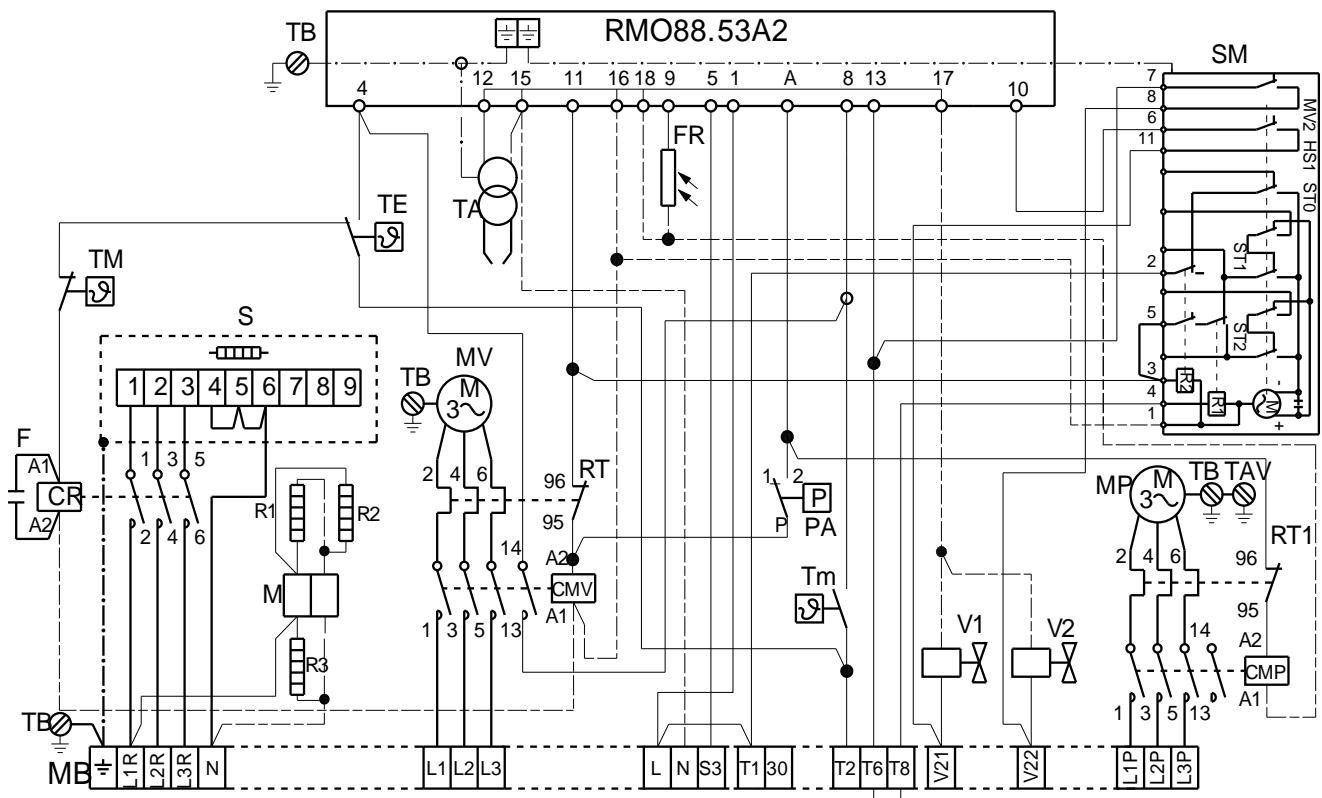 RMO88.53A2
TB
SM
4 12 15 11 16 18 9 5 1 A 8 13 17 10
7
8
6
11
2
5
3
4
1
MV2 HS1 ST0
ST1
ST2
R2
R1
M
-
+
FR
TA
TE
TM
S
1 2 3 4 5 6 7 8 9
MV
TB
M
3~
F
A1
CR
A2
1 3 5
2 4 6
R1
R2
M
R3
2 4 6
96
RT
95
14
A2
CMV
A1
1 3 5 13
1 2
P
P
PA
Tm
V1
V2
MP
M
3~
TB TAV
2 4 6
96
RT1
95
14
A2
CMP
A1
1 3 5 13
TB
MB
L1R L2R L3R N
L1 L2 L3
L N S3 T1 30 T2 T6 T8 V21 V22
L1P L2P L3P